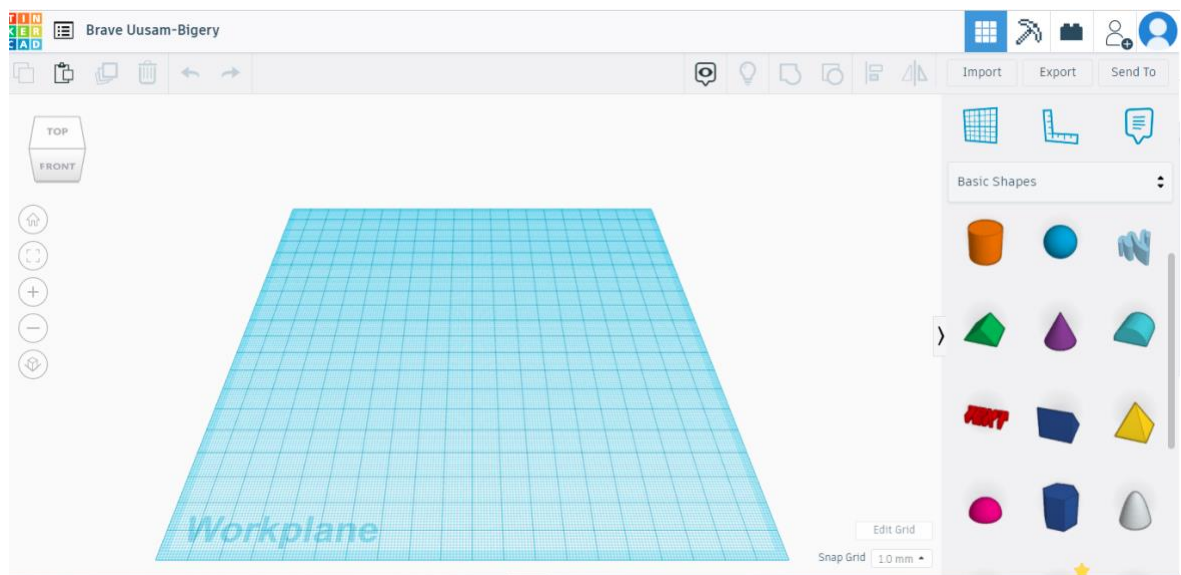 TIN
KER
CAD
Brave Uusam-Bigery
Import
Export
Send To
TOP
FRONT
Basic Shapes
TEXT
Workplane
Edit Grid
Snap Grid
1.0 mm